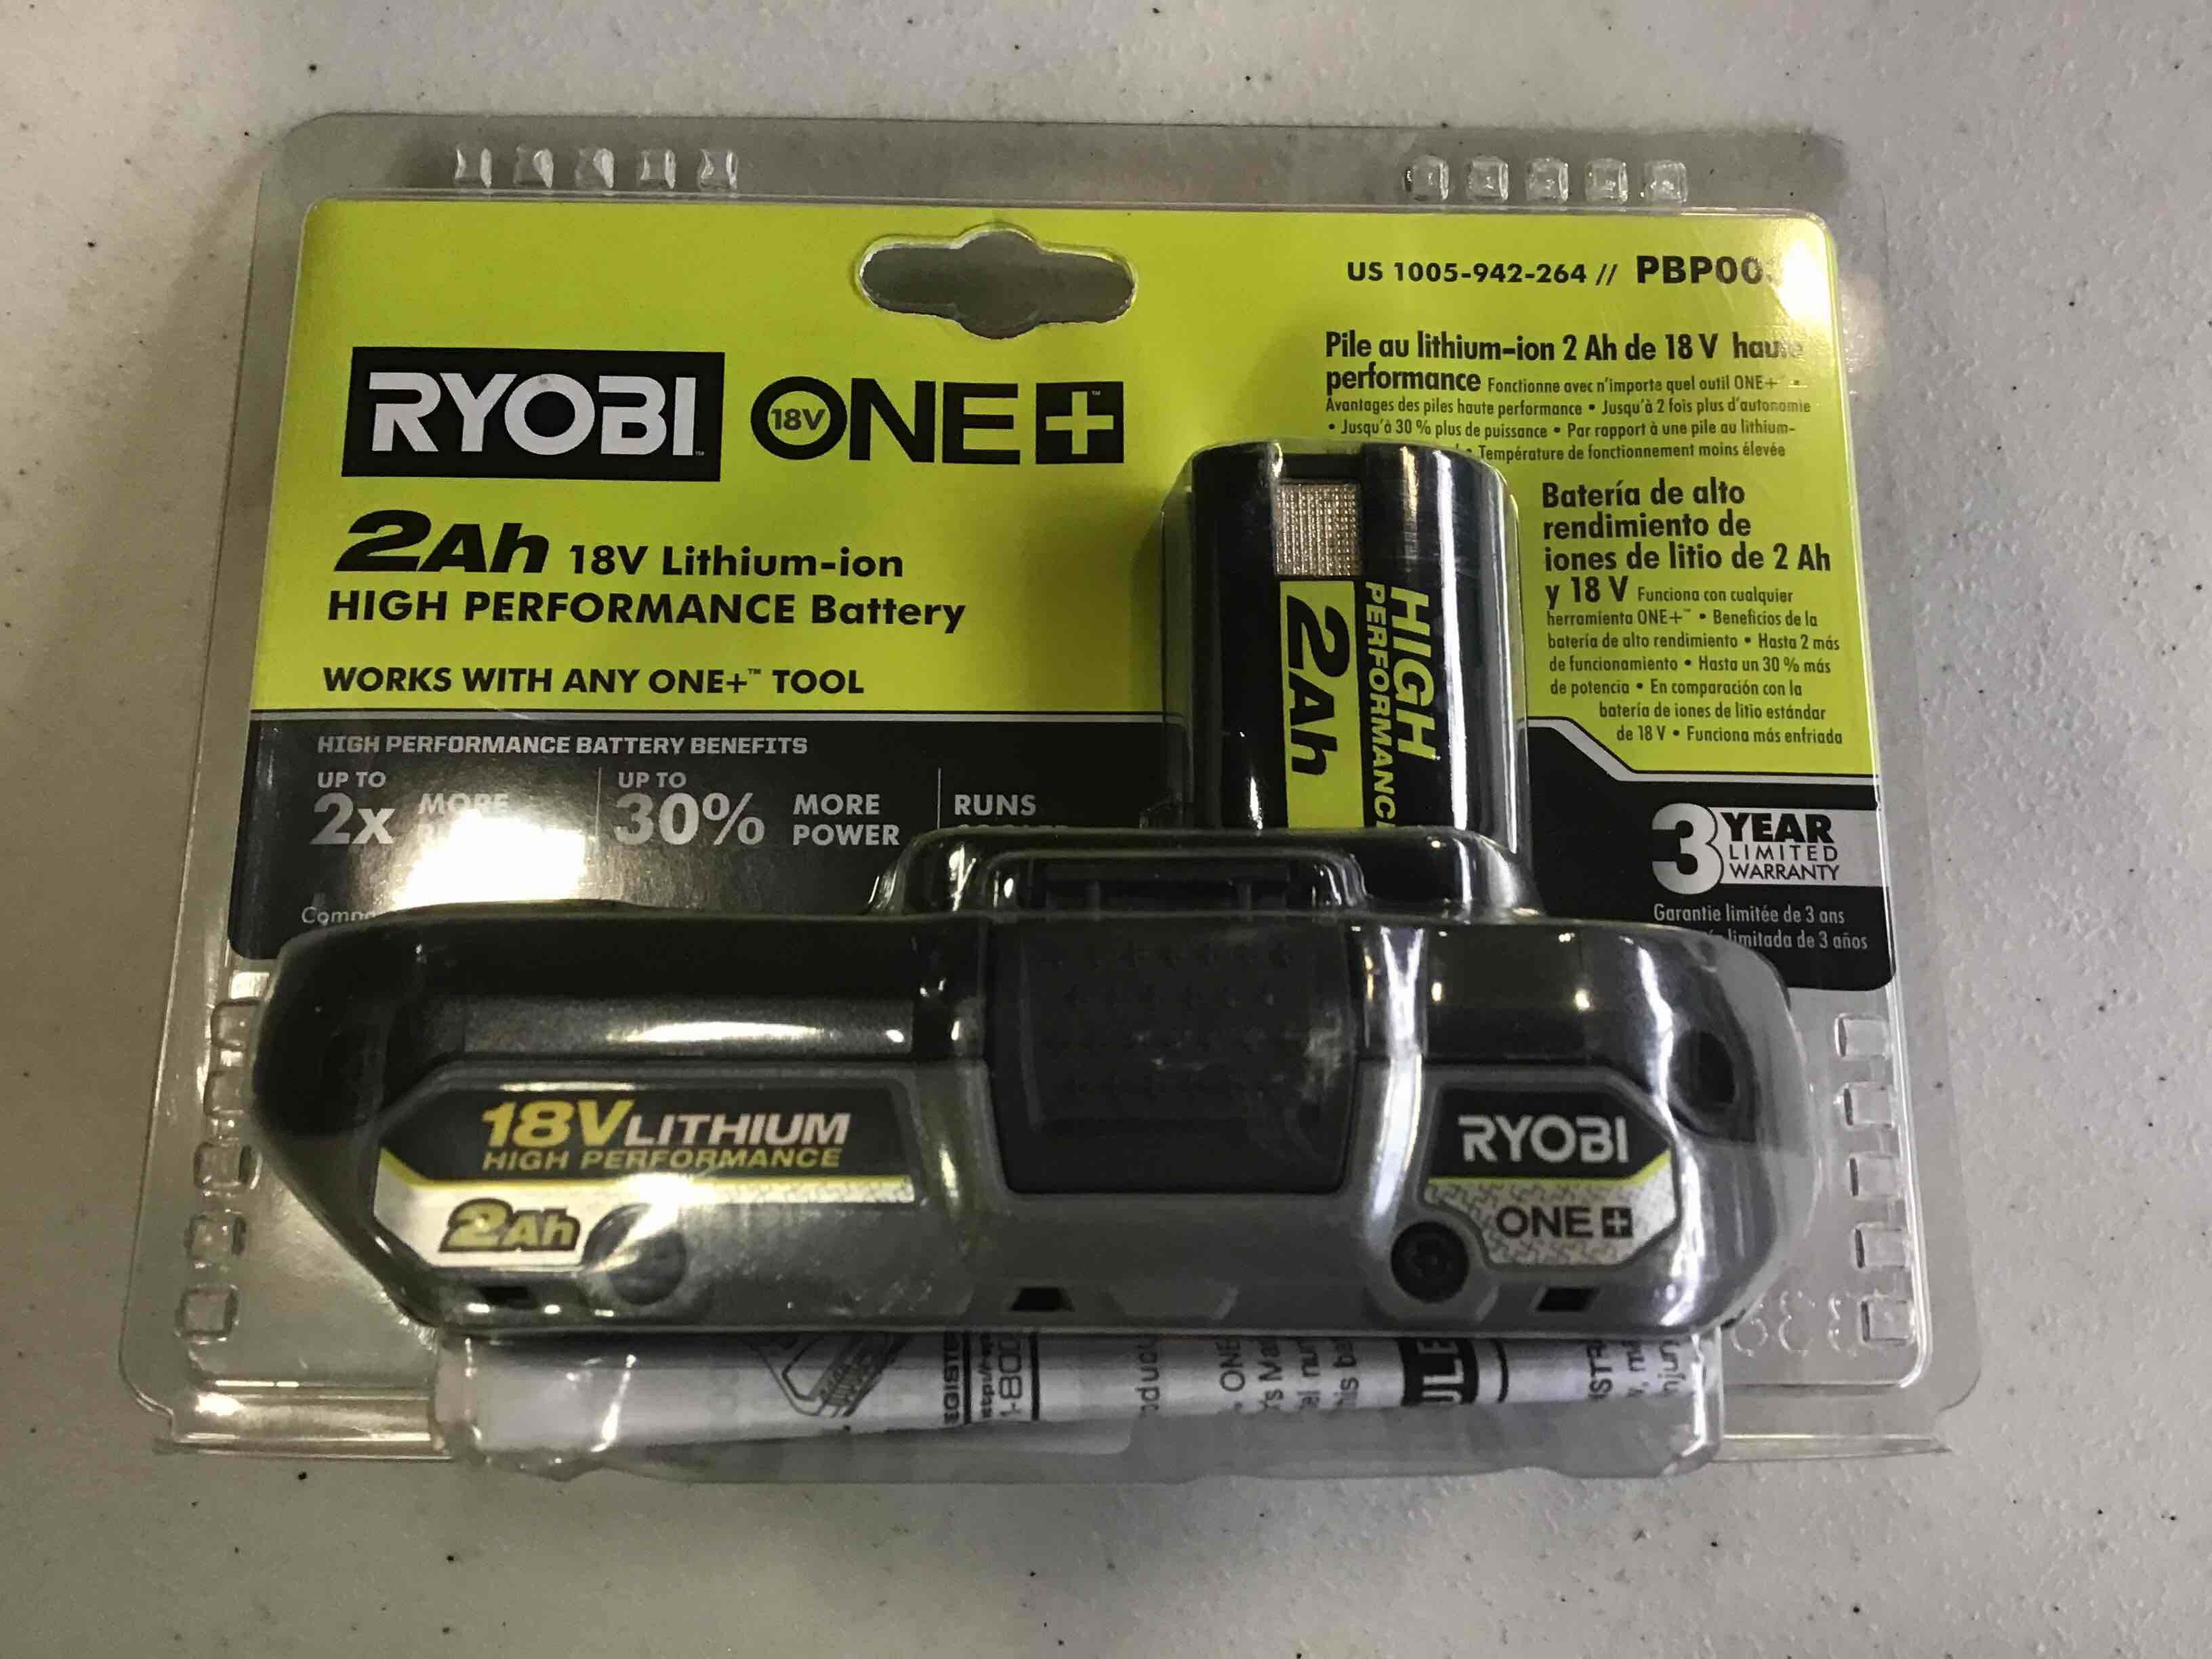 US 1005-942-264 // PBP00
RYOBI 18V ONE+
2Ah 18V Lithium-ion
HIGH PERFORMANCE Battery
WORKS WITH ANY ONE+™ TOOL
Pile au lithium-ion 2 Ah de 18 V haute
performance Fonctionne avec n'importe quel outil ONE+™ •
Avantages des piles haute performance • Jusqu'à 2 fois plus d'autonomie
• Jusqu'à 30 % plus de puissance • Par rapport à une pile au lithium-
• Température de fonctionnement moins élevée
Batería de alto
rendimiento de
iones de litio de 2 Ah
y 18 V Funciona con cualquier
herramienta ONE+™ • Beneficios de la
batería de alto rendimiento • Hasta 2 más
de funcionamiento • Hasta un 30 % más
de potencia • En comparación con la
batería de iones de litio estándar
de 18 V • Funciona más enfriada
HIGH PERFORMANCE BATTERY BENEFITS
UP TO
2x MORE
UP TO
30% MORE
POWER
RUNS
3 YEAR
LIMITED
WARRANTY
Garantie limitée de 3 ans
limitada de 3 años
HIGH
PERFORMANC
2Ah
18V LITHIUM
HIGH PERFORMANCE
2Ah
RYOBI
ONE+
1-800
ONE